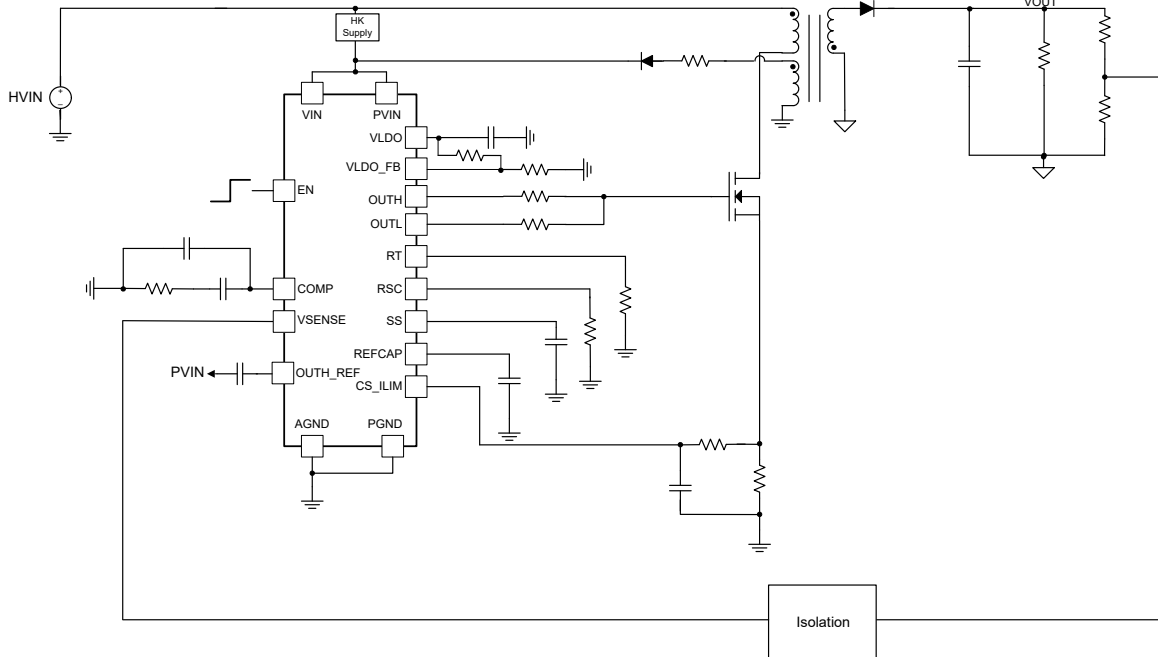 VOUT
HK
Supply
HVIN
+
−
VIN
PVIN
VLDO
VLDO_FB
EN
OUTH
OUTL
RT
COMP
RSC
VSENSE
SS
REFCAP
PVIN
OUTH_REF
CS_ILIM
AGND
PGND
Isolation